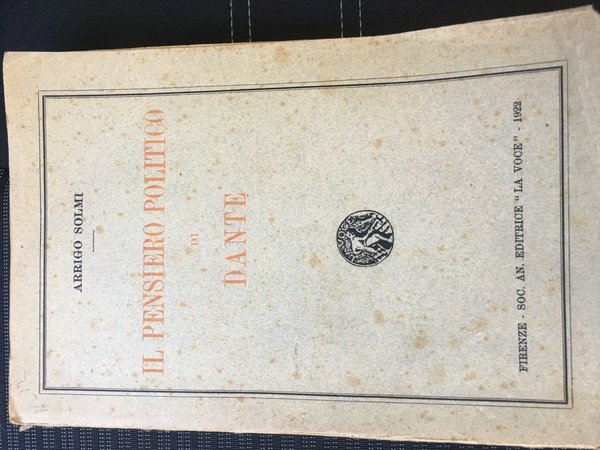 ARRIGO SOLMI
IL PENSIERO POLITICO
DI
DANTE
FIRENZE - SOC. AN. EDITRICE "LA VOCE" - 1922